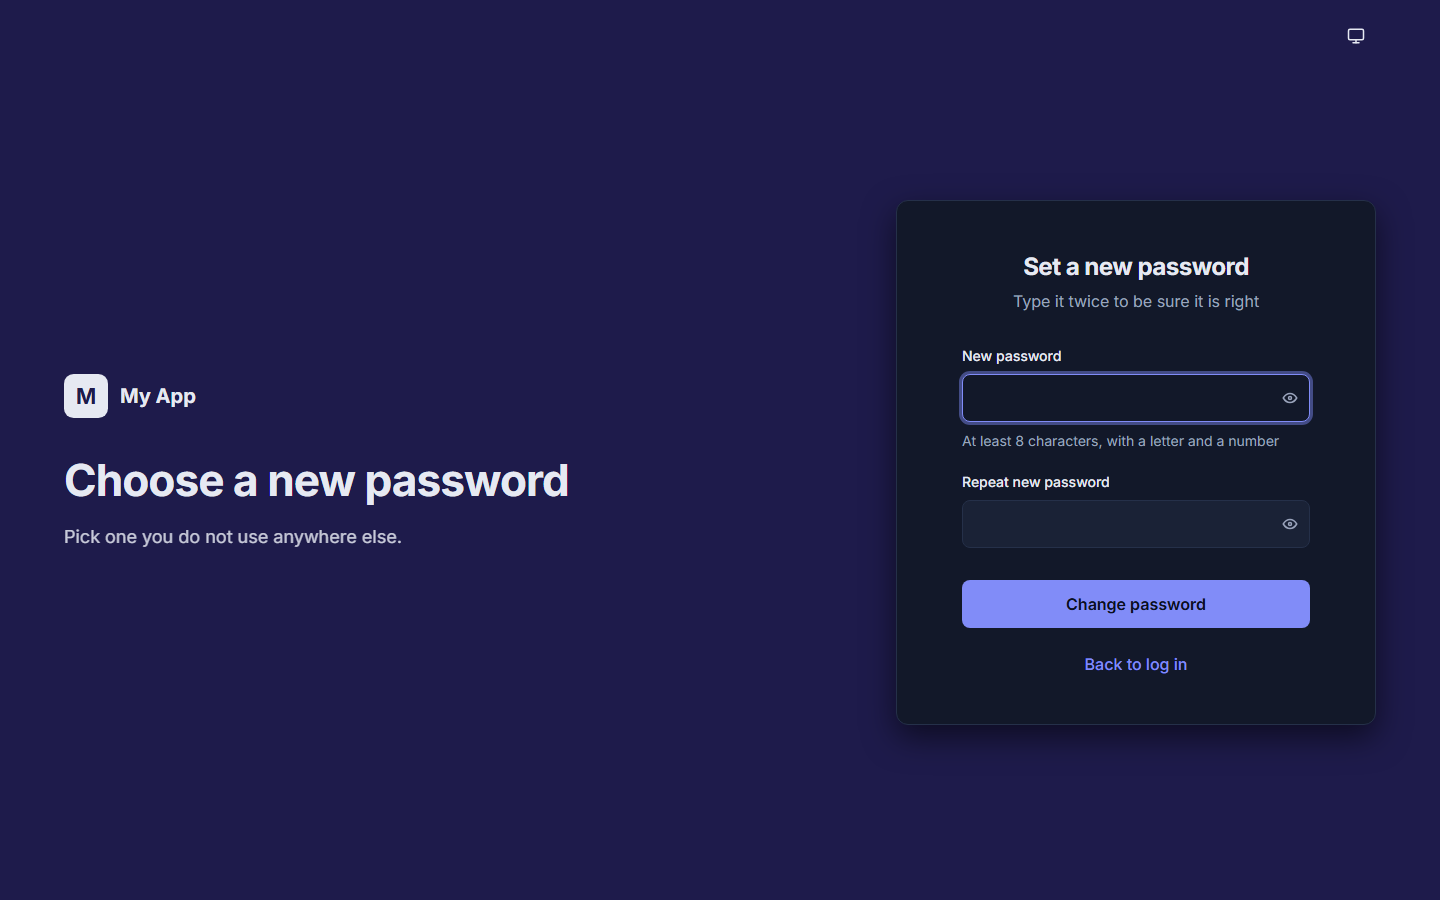 M
My App
Choose a new password
Pick one you do not use anywhere else.
Set a new password
Type it twice to be sure it is right
New password
At least 8 characters, with a letter and a number
Repeat new password
Change password
Back to log in